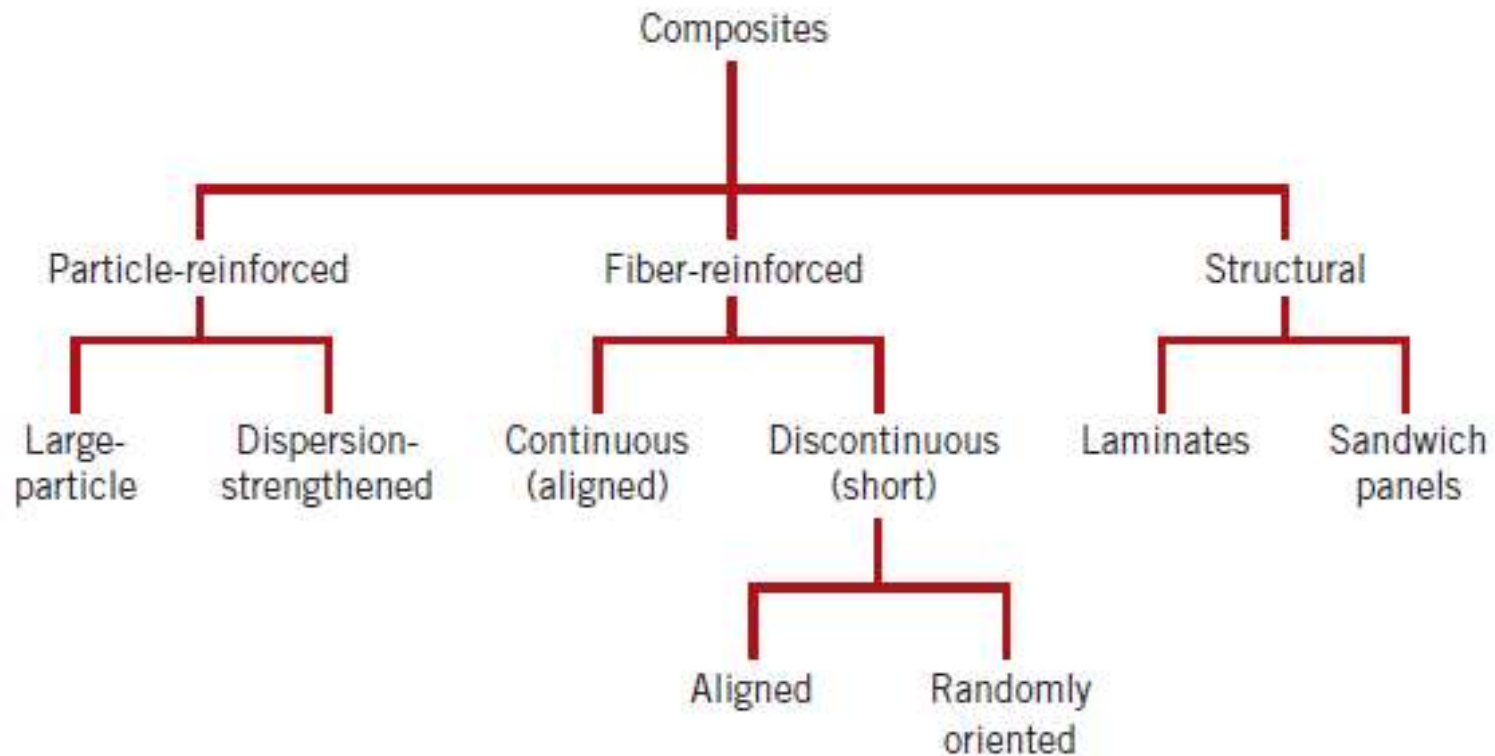 Composites
Particle-reinforced
Fiber-reinforced
Structural
Large-
particle
Dispersion-
strengthened
Continuous
(aligned)
Discontinuous
(short)
Laminates
Sandwich
panels
Aligned
Randomly
oriented